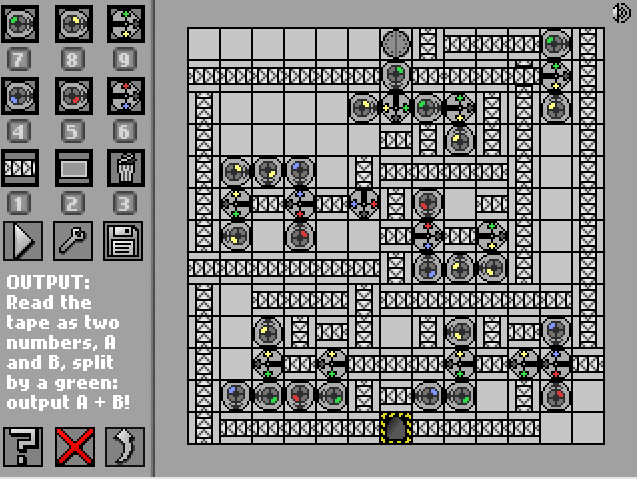 7 8 9
4 5 6
1 2 3
OUTPUT:
Read the
tape as two
numbers, A
and B, split
by a green:
output A + B!
?